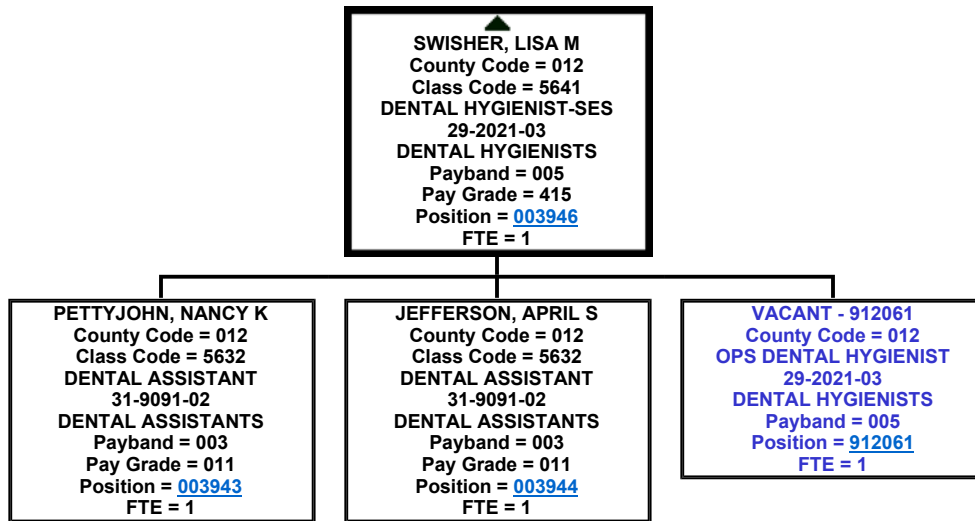 SWISHER, LISA M
County Code = 012
Class Code = 5641
DENTAL HYGIENIST-SES
29-2021-03
DENTAL HYGIENISTS
Payband = 005
Pay Grade = 415
Position = 003946
FTE = 1
PETTYJOHN, NANCY K
County Code = 012
Class Code = 5632
DENTAL ASSISTANT
31-9091-02
DENTAL ASSISTANTS
Payband = 003
Pay Grade = 011
Position = 003943
FTE = 1
JEFFERSON, APRIL S
County Code = 012
Class Code = 5632
DENTAL ASSISTANT
31-9091-02
DENTAL ASSISTANTS
Payband = 003
Pay Grade = 011
Position = 003944
FTE = 1
VACANT - 912061
County Code = 012
OPS DENTAL HYGIENIST
29-2021-03
DENTAL HYGIENISTS
Payband = 005
Position = 912061
FTE = 1